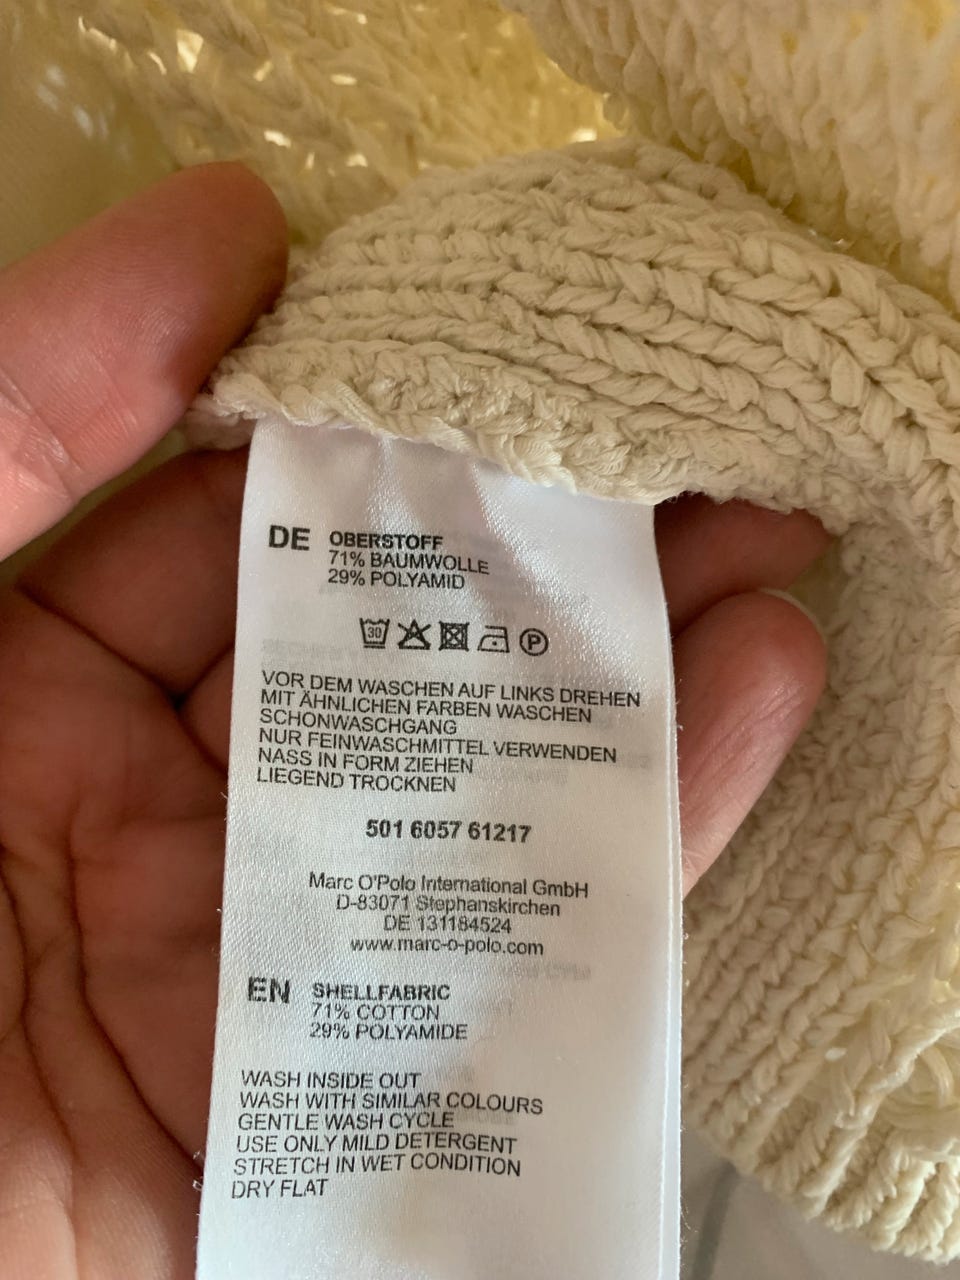 DE OBERSTOFF
71% BAUMWOLLE
29% POLYAMID
30 P
VOR DEM WASCHEN AUF LINKS DREHEN
MIT ÄHNLICHEN FARBEN WASCHEN
SCHONWASCHGANG
NUR FEINWASCHMITTEL VERWENDEN
NASS IN FORM ZIEHEN
LIEGEND TROCKNEN
501 6057 61217
Marc O'Polo International GmbH
D-83071 Stephanskirchen
DE 131184524
www.marc-o-polo.com
EN SHELLFABRIC
71% COTTON
29% POLYAMIDE
WASH INSIDE OUT
WASH WITH SIMILAR COLOURS
GENTLE WASH CYCLE
USE ONLY MILD DETERGENT
STRETCH IN WET CONDITION
DRY FLAT